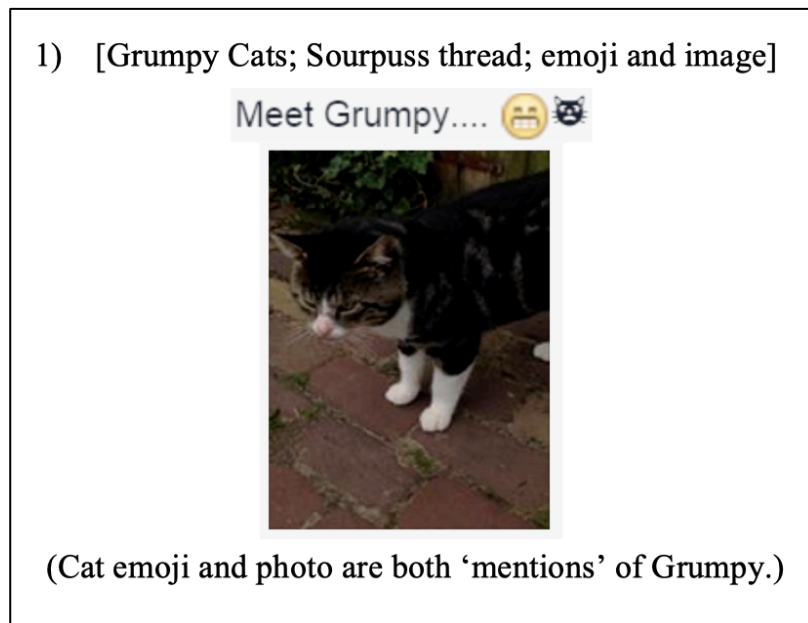 1) [Grumpy Cats; Sourpuss thread; emoji and image]
Meet Grumpy.... 😁🐱
(Cat emoji and photo are both ‘mentions’ of Grumpy.)